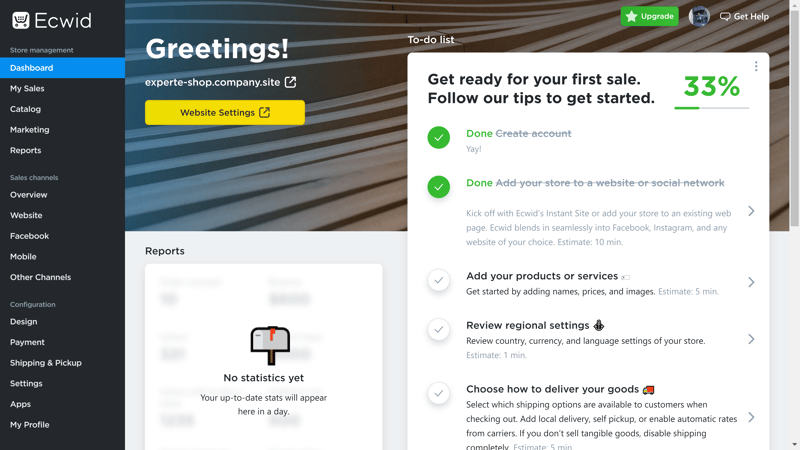 Ecwid
Store management
Dashboard
My Sales
Catalog
Marketing
Reports
Sales channels
Overview
Website
Facebook
Mobile
Other Channels
Configuration
Design
Payment
Shipping & Pickup
Settings
Apps
My Profile
Upgrade
Get Help
Greetings!
experte-shop.company.site
Website Settings
Reports
No statistics yet
Your up-to-date stats will appear
here in a day.
To-do list
Get ready for your first sale.
Follow our tips to get started.
33%
Done Create account
Yay!
Done Add your store to a website or social network
Kick off with Ecwid's Instant Site or add your store to an existing web
page. Ecwid blends in seamlessly into Facebook, Instagram, and any
website of your choice. Estimate: 10 min.
Add your products or services
Get started by adding names, prices, and images. Estimate: 5 min.
Review regional settings
Review country, currency, and language settings of your store.
Estimate: 1 min.
Choose how to deliver your goods
Select which shipping options are available to customers when
checking out. Add local delivery, self pickup, or enable automatic rates
from carriers. If you don't sell tangible goods, disable shipping
completely. Estimate: 5 min.